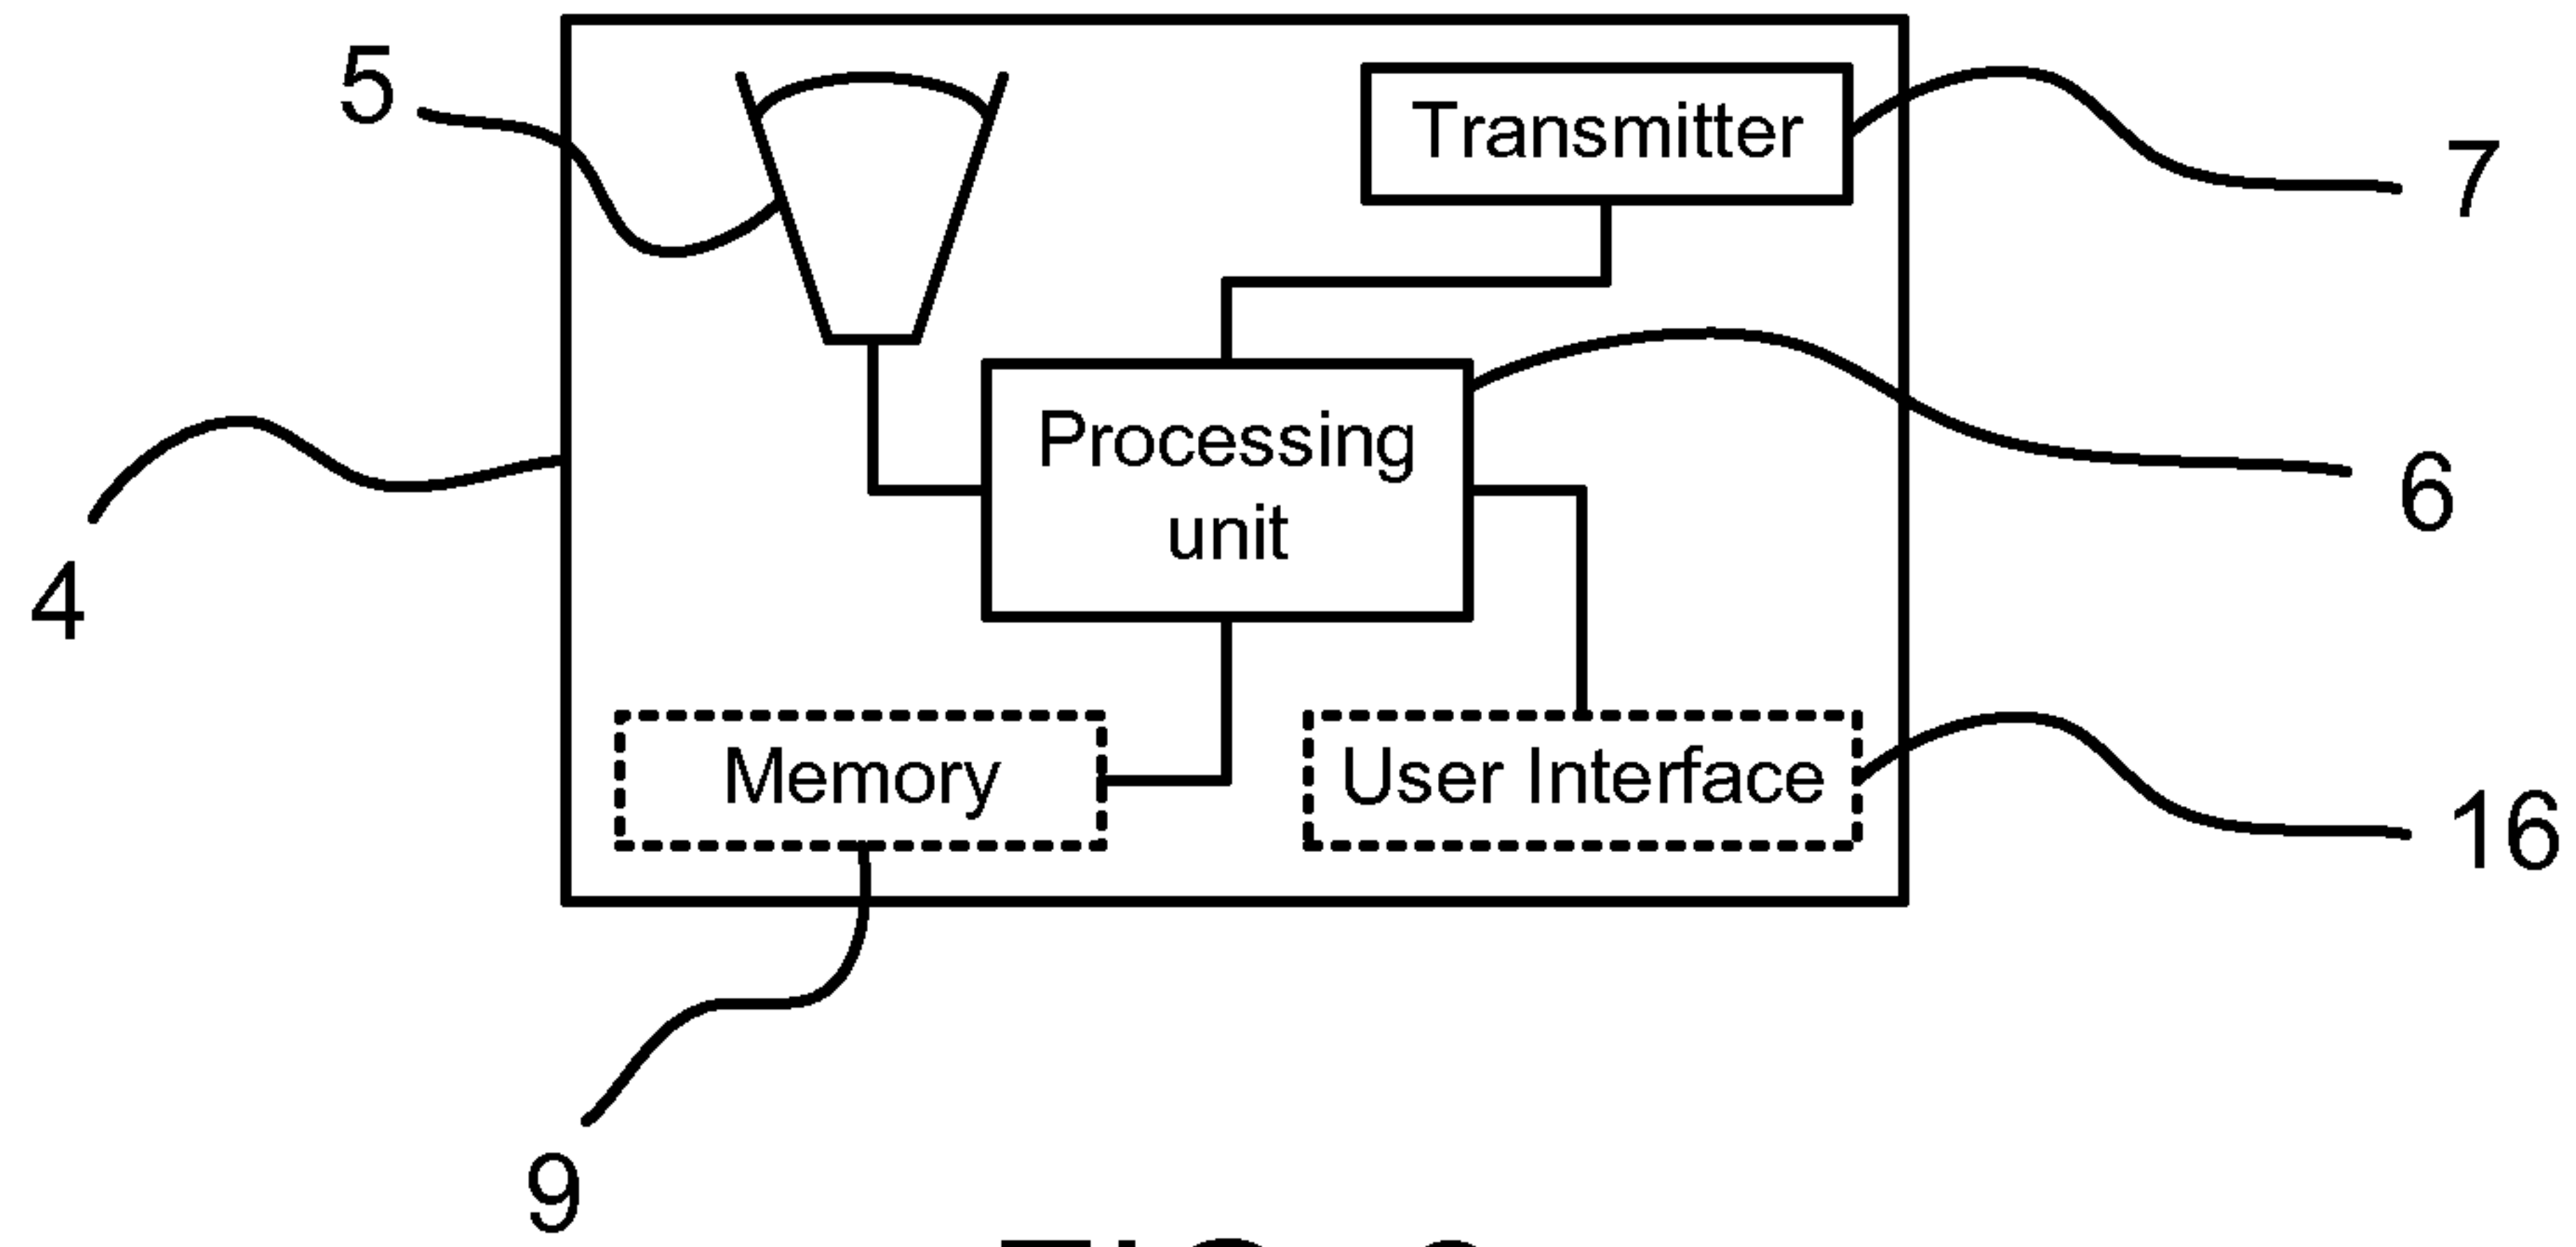 5
Transmitter
7
Processing
unit
6
4
Memory
User Interface
16
9